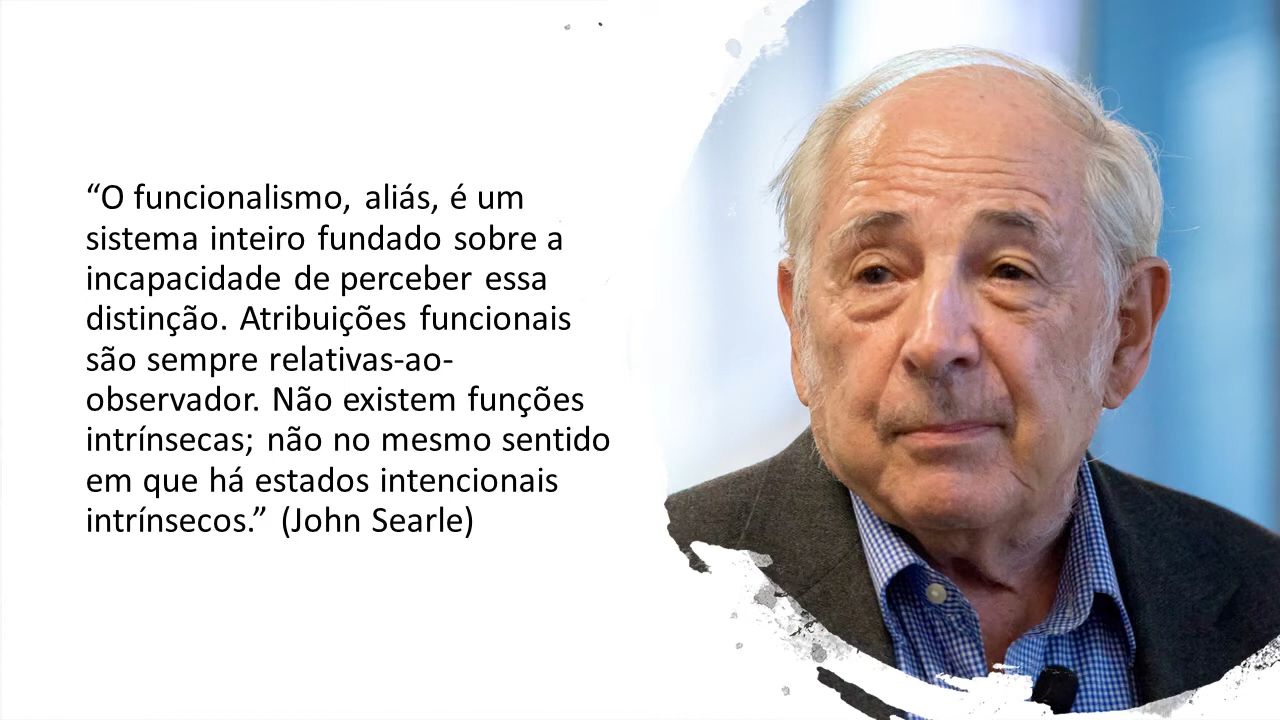 “O funcionalismo, aliás, é um
sistema inteiro fundado sobre a
incapacidade de perceber essa
distinção. Atribuições funcionais
são sempre relativas-ao-
observador. Não existem funções
intrínsecas; não no mesmo sentido
em que há estados intencionais
intrínsecos.” (John Searle)